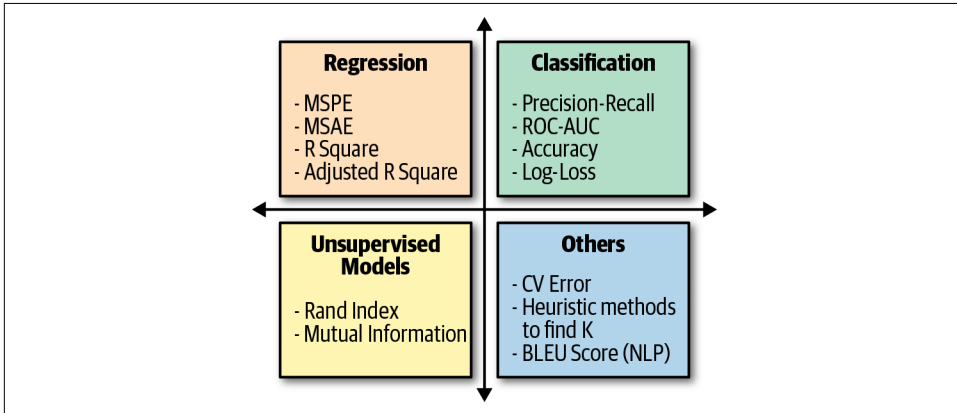 Regression
- MSPE
- MSAE
- R Square
- Adjusted R Square
Classification
- Precision-Recall
- ROC-AUC
- Accuracy
- Log-Loss
Unsupervised
Models
- Rand Index
- Mutual Information
Others
- CV Error
- Heuristic methods
to find K
- BLEU Score (NLP)